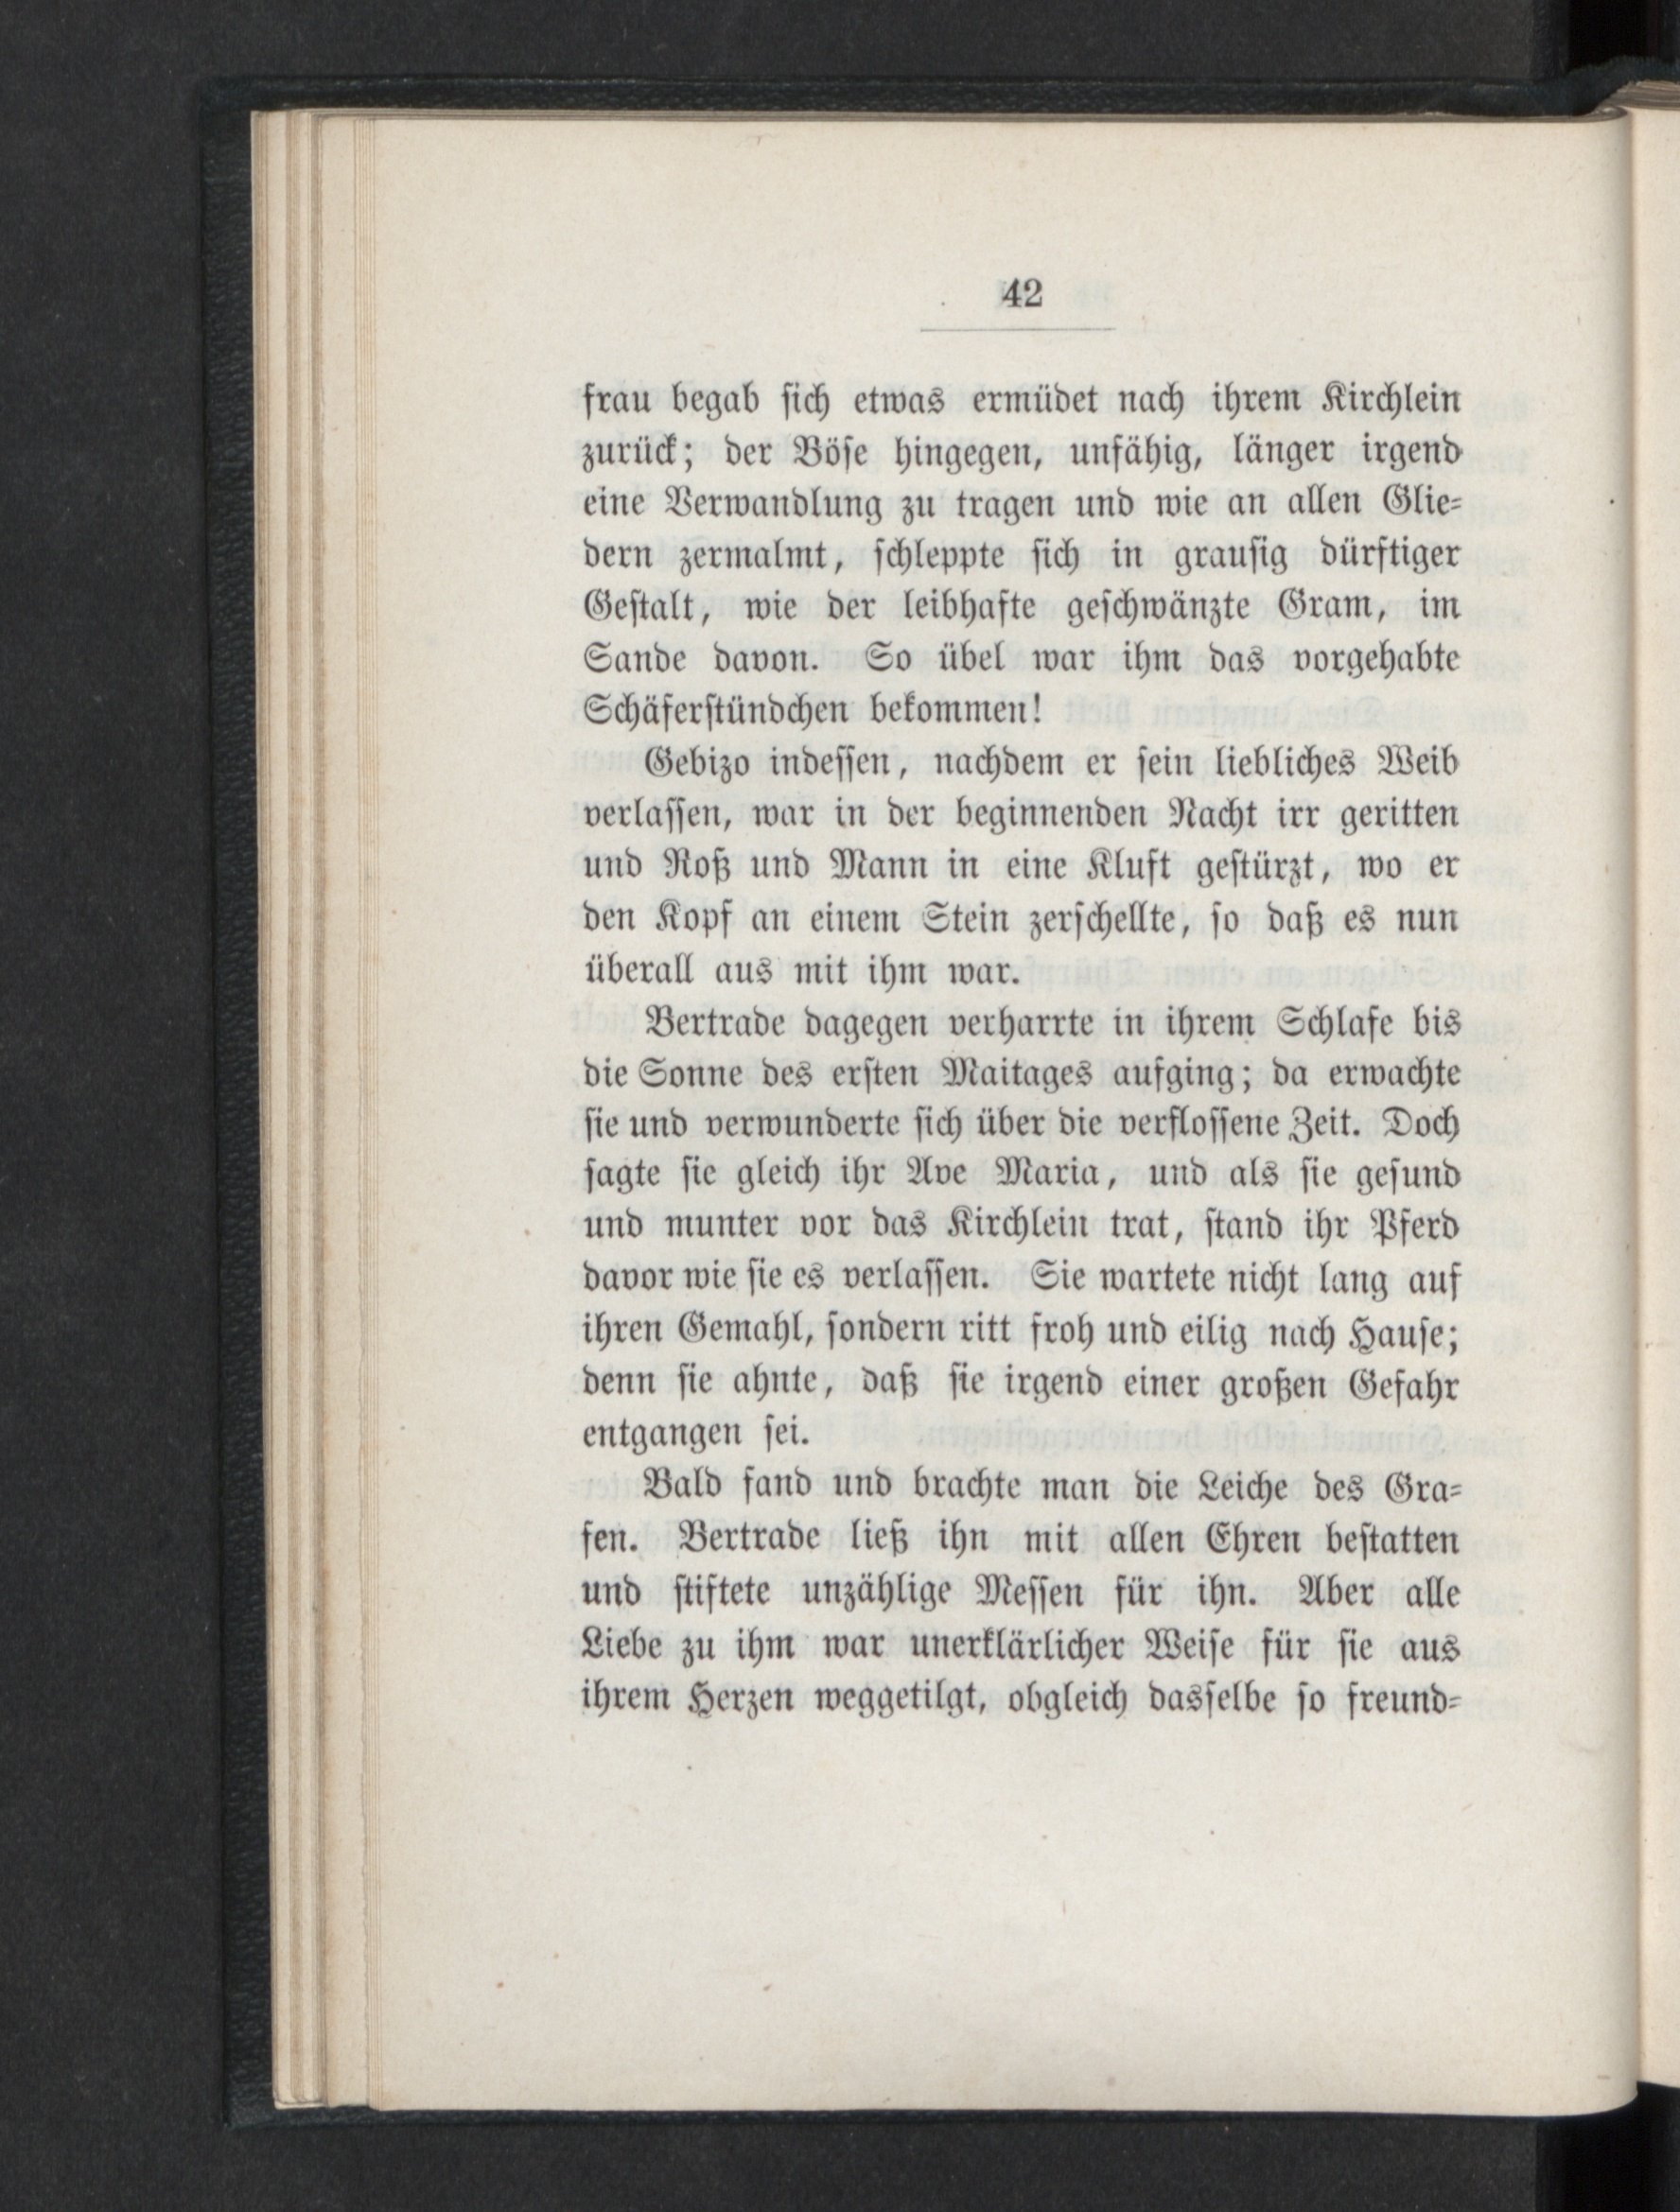 42
frau begab ſich etwas ermüdet nach ihrem Kirchlein
zurück; der Böſe hingegen, unfähig, länger irgend
eine Verwandlung zu tragen und wie an allen Glie-
dern zermalmt, ſchleppte ſich in grauſig dürftiger
Geſtalt, wie der leibhafte geſchwänzte Gram, im
Sande davon. So übel war ihm das vorgehabte
Schäferſtündchen bekommen!
Gebizo indeſſen, nachdem er ſein liebliches Weib
verlaſſen, war in der beginnenden Nacht irr geritten
und Roß und Mann in eine Kluft geſtürzt, wo er
den Kopf an einem Stein zerſchellte, ſo daß es nun
überall aus mit ihm war.
Bertrade dagegen verharrte in ihrem Schlafe bis
die Sonne des erſten Maitages aufging; da erwachte
ſie und verwunderte ſich über die verfloſſene Zeit. Doch
ſagte ſie gleich ihr Ave Maria, und als ſie geſund
und munter vor das Kirchlein trat, ſtand ihr Pferd
davor wie ſie es verlaſſen. Sie wartete nicht lang auf
ihren Gemahl, ſondern ritt froh und eilig nach Hauſe;
denn ſie ahnte, daß ſie irgend einer großen Gefahr
entgangen ſei.
Bald fand und brachte man die Leiche des Gra-
fen. Bertrade ließ ihn mit allen Ehren beſtatten
und ſtiftete unzählige Meſſen für ihn. Aber alle
Liebe zu ihm war unerklärlicher Weiſe für ſie aus
ihrem Herzen weggetilgt, obgleich dasſelbe ſo freund-